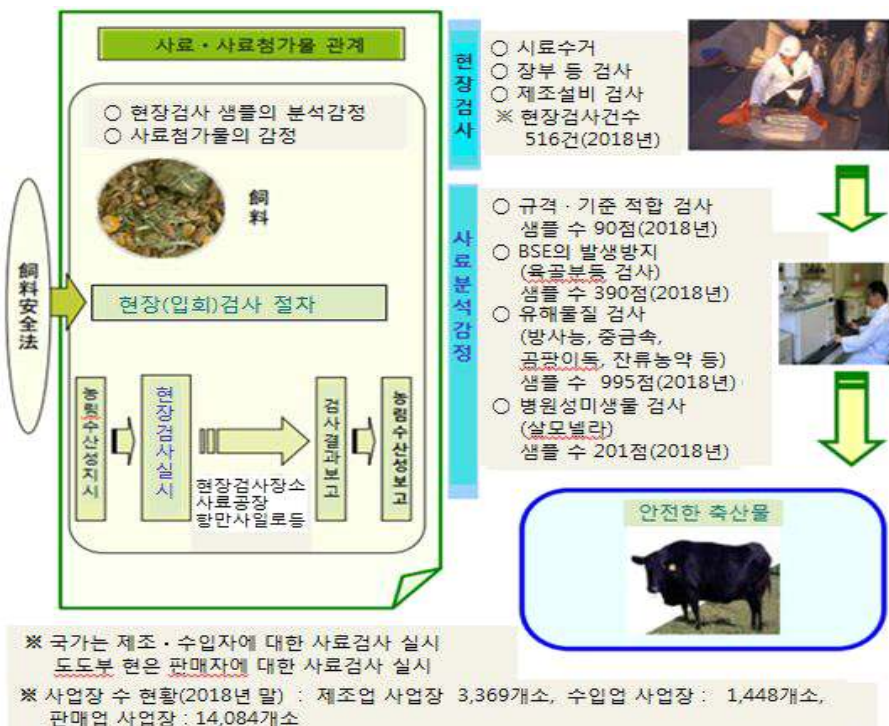 사료·사료첨가물 관계
○ 현장검사 샘플의 분석감정
○ 사료첨가물의 감정
飼料
飼料安全法
현장(입회)검사 절차
농림수산성지시
현장검사실시
현장검사장소
사료공장
항만사일로등
검사결과보고
농림수산성보고
현장검사
○ 시료수거
○ 장부 등 검사
○ 제조설비 검사
※ 현장검사건수
516건(2018년)
사료분석감정
○ 규격·기준 적합 검사
샘플 수 90점(2018년)
○ BSE의 발생방지
(육골부등 검사)
샘플 수 390점(2018년)
○ 유해물질 검사
(방사능, 중금속,
곰팡이독, 잔류농약 등)
샘플 수 995점(2018년)
○ 병원성미생물 검사
(살모넬라)
샘플 수 201점(2018년)
안전한 축산물
※ 국가는 제조·수입자에 대한 사료검사 실시
도도부 현은 판매자에 대한 사료검사 실시
※ 사업장 수 현황(2018년 말) : 제조업 사업장 3,369개소, 수입업 사업장 : 1,448개소,
판매업 사업장 : 14,084개소